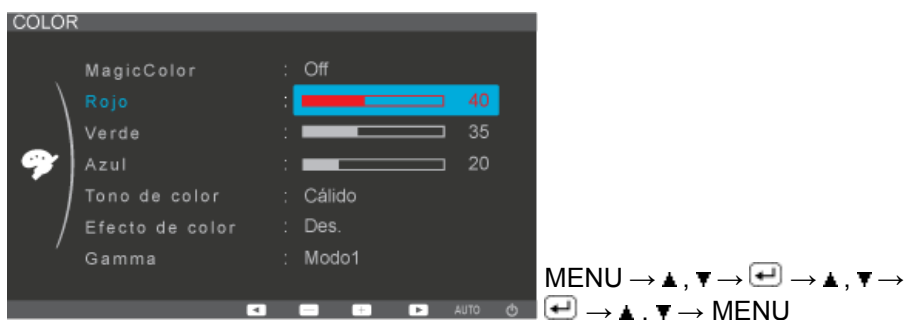 COLOR
MagicColor : Off
Rojo : 40
Verde : 35
Azul : 20
Tono de color : Cálido
Efecto de color : Des.
Gamma : Modo1
AUTO
MENU → ▲ , ▼ → ↵ → ▲ , ▼ →
↵ → ▲ , ▼ → MENU